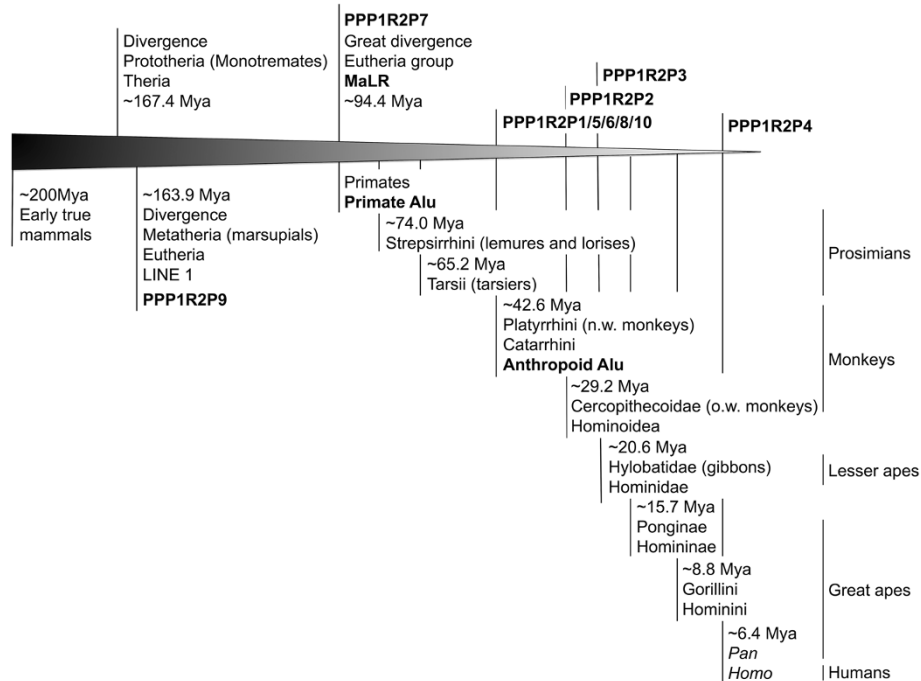 PPP1R2P7
Divergence
Prototheria (Monotremates)
Theria
~167.4 Mya
Great divergence
Eutheria group
MaLR
~94.4 Mya
PPP1R2P3
PPP1R2P2
PPP1R2P1/5/6/8/10
PPP1R2P4
~200Mya
Early true
mammals
~163.9 Mya
Divergence
Metatheria (marsupials)
Eutheria
LINE 1
PPP1R2P9
Primates
Primate Alu
~74.0 Mya
Strepsirrhini (lemures and lorises)
~65.2 Mya
Tarsii (tarsiers)
Prosimians
~42.6 Mya
Platyrrhini (n.w. monkeys)
Catarrhini
Anthropoid Alu
Monkeys
~29.2 Mya
Cercopithecoidae (o.w. monkeys)
Hominoidea
~20.6 Mya
Hylobatidae (gibbons)
Hominidae
Lesser apes
~15.7 Mya
Ponginae
Homininae
~8.8 Mya
Gorillini
Hominini
Great apes
~6.4 Mya
Pan
Homo
Humans